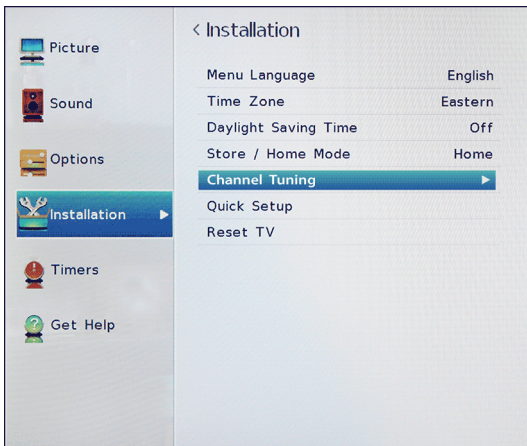 Picture
Sound
Options
Installation
Timers
Get Help
< Installation
Menu Language English
Time Zone Eastern
Daylight Saving Time Off
Store / Home Mode Home
Channel Tuning
Quick Setup
Reset TV